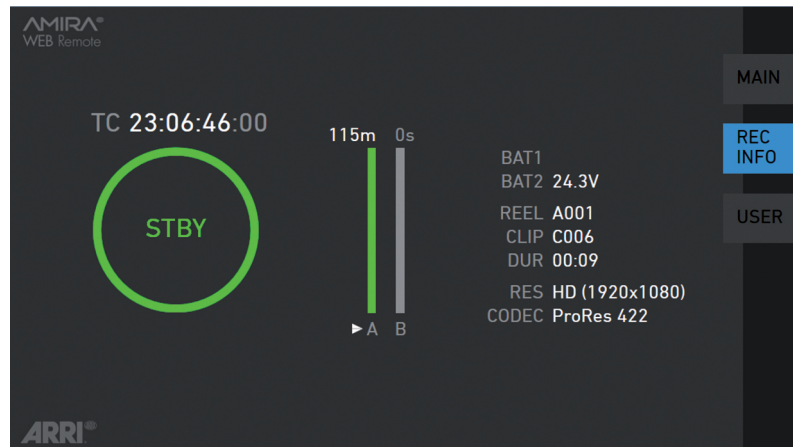 AMIRA®
WEB Remote
TC 23:06:46:00
STBY
115m 0s
A B
BAT1
BAT2 24.3V
REEL A001
CLIP C006
DUR 00:09
RES HD (1920x1080)
CODEC ProRes 422
MAIN
REC
INFO
USER
ARRI®